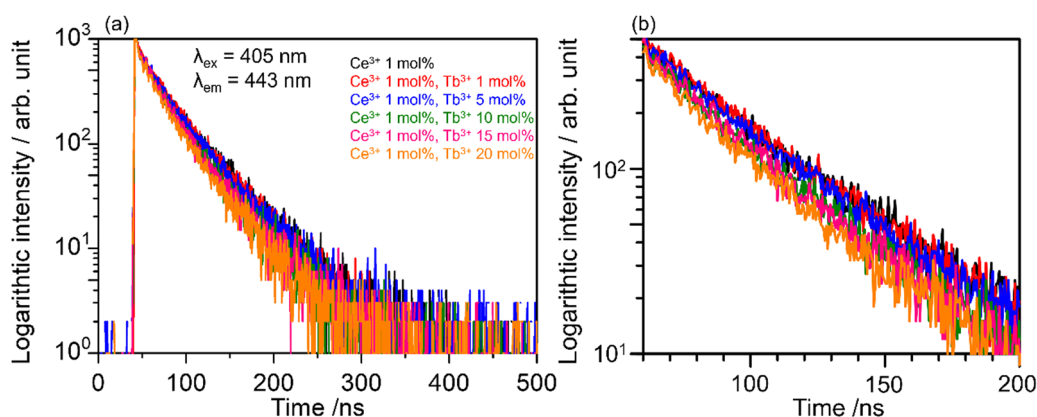 (a)
λex = 405 nm
λem = 443 nm
Ce³⁺ 1 mol%
Ce³⁺ 1 mol%, Tb³⁺ 1 mol%
Ce³⁺ 1 mol%, Tb³⁺ 5 mol%
Ce³⁺ 1 mol%, Tb³⁺ 10 mol%
Ce³⁺ 1 mol%, Tb³⁺ 15 mol%
Ce³⁺ 1 mol%, Tb³⁺ 20 mol%
Logarithtic intensity / arb. unit
10³
10²
10¹
10⁰
0 100 200 300 400 500
Time /ns
(b)
Logarithtic intensity / arb. unit
10²
10¹
100 150 200
Time /ns